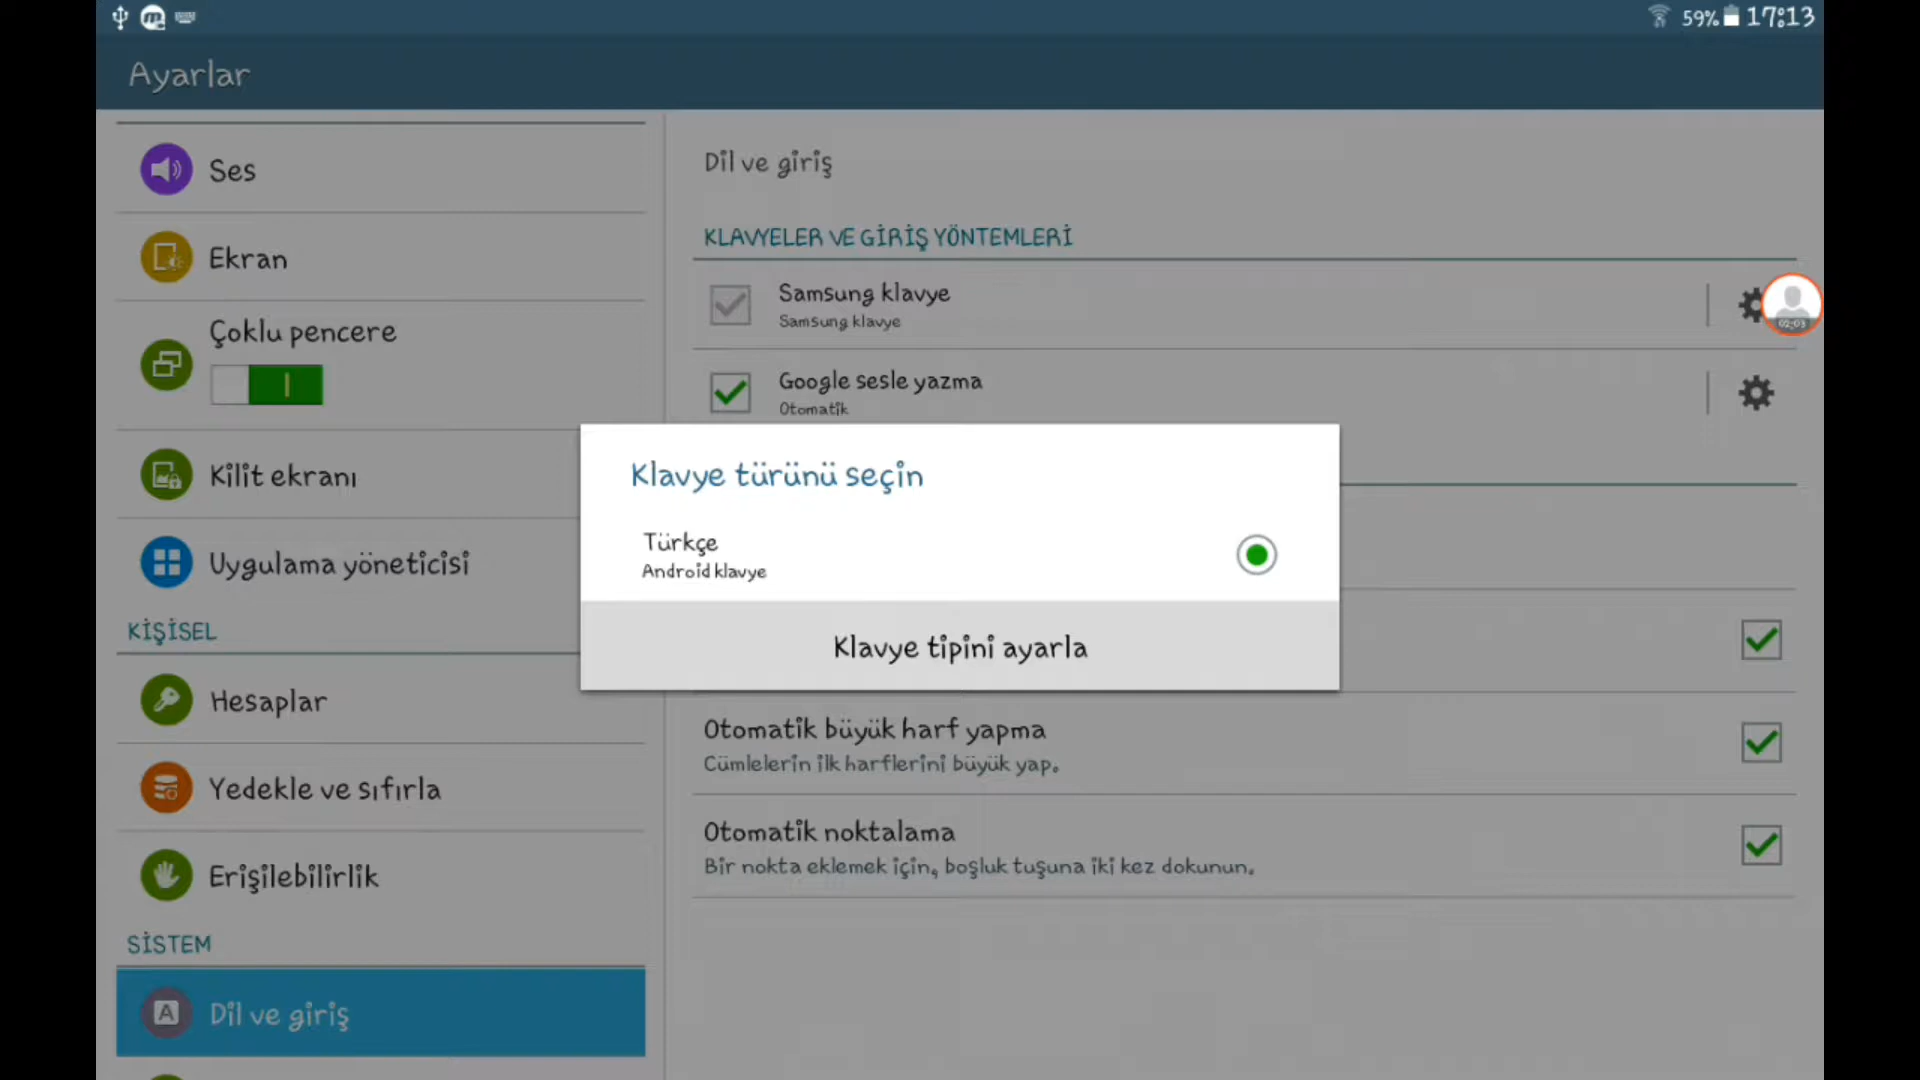 59% 17:13
Ayarlar
Ses
Ekran
Çoklu pencere
Kilit ekranı
Uygulama yöneticisi
KİŞİSEL
Hesaplar
Yedekle ve sıfırla
Erişilebilirlik
SİSTEM
Dil ve giriş
Dil ve giriş
KLAVYELER VE GİRİŞ YÖNTEMLERİ
Samsung klavye
Samsung klavye
02:03
Google sesle yazma
Otomatik
Klavye türünü seçin
Türkçe
Android klavye
Klavye tipini ayarla
Otomatik büyük harf yapma
Cümlelerin ilk harflerini büyük yap.
Otomatik noktalama
Bir nokta eklemek için, boşluk tuşuna iki kez dokunun.